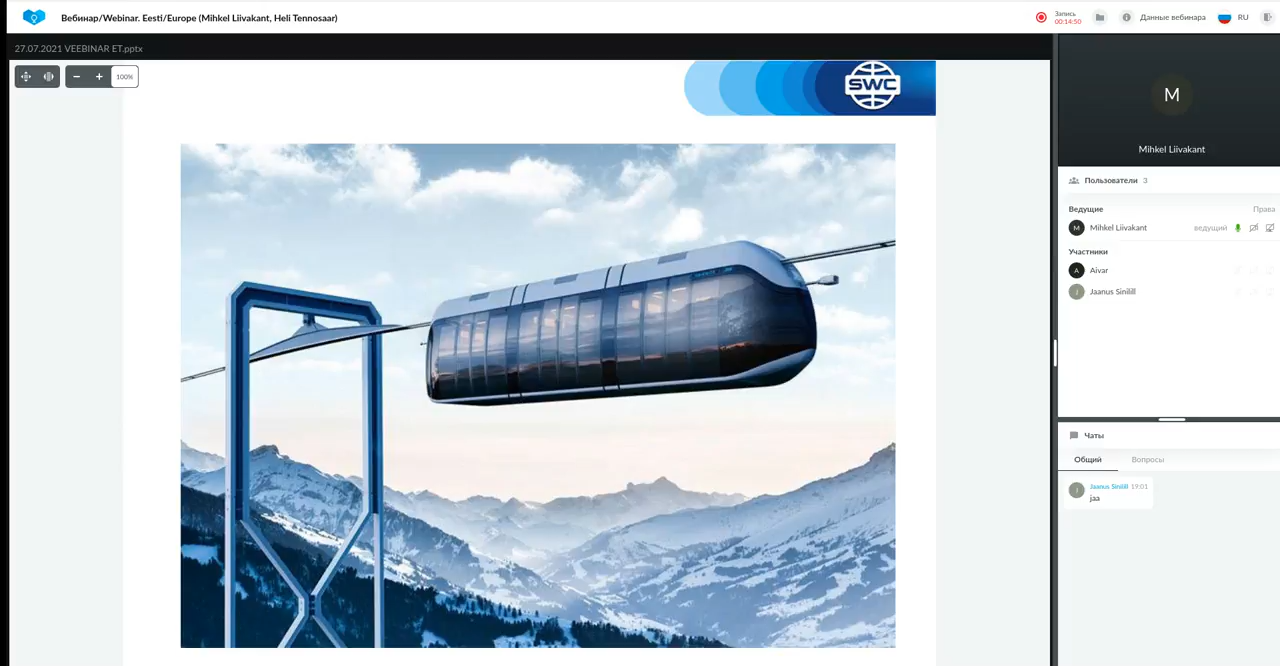 Вебинар/Webinar. Eesti/Europe (Mihkel Liivakant, Heli Tennosaar)
Запись
00:14:50
Данные вебинара
RU
27.07.2021 VEEBINAR ET.pptx
100%
SWC
M
Mihkel Liivakant
Пользователи 3
Ведущие
Права
M
Mihkel Liivakant
ведущий
Участники
A
Aivar
J
Jaanus Sinilill
Чаты
Общий
Вопросы
J
Jaanus Sinilill 19:01
jaa